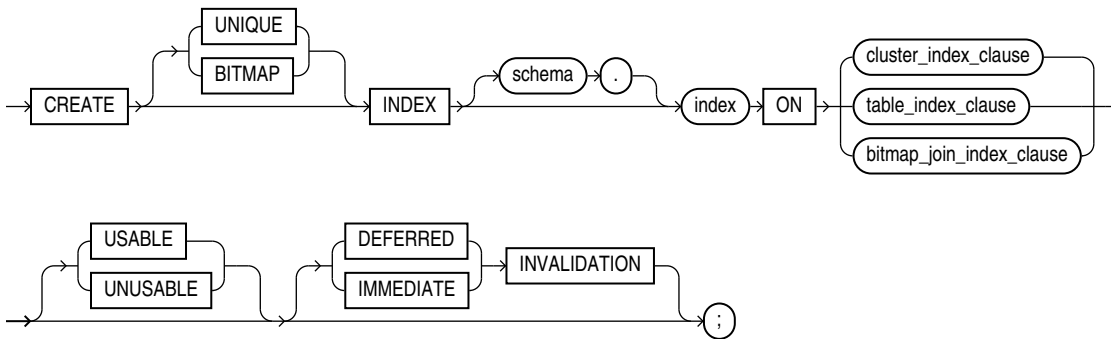 UNIQUE
BITMAP
CREATE INDEX schema . index ON cluster_index_clause
table_index_clause
bitmap_join_index_clause
USABLE
UNUSABLE
DEFERRED
IMMEDIATE
INVALIDATION
;